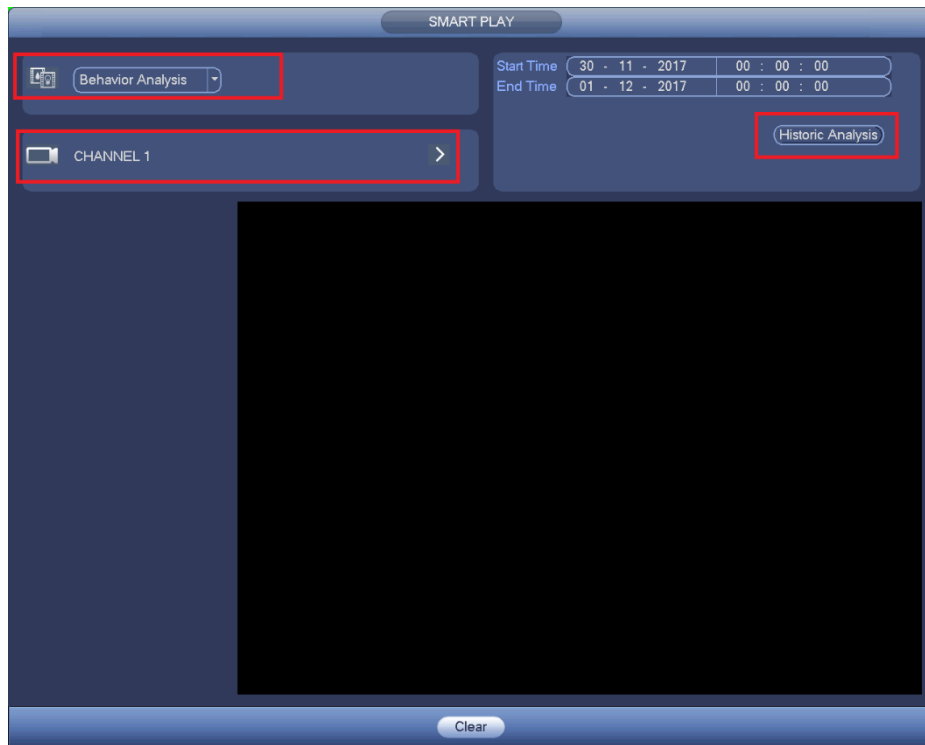 SMART PLAY
Behavior Analysis
Start Time 30 - 11 - 2017 00 : 00 : 00
End Time 01 - 12 - 2017 00 : 00 : 00
Historic Analysis
CHANNEL 1
Clear